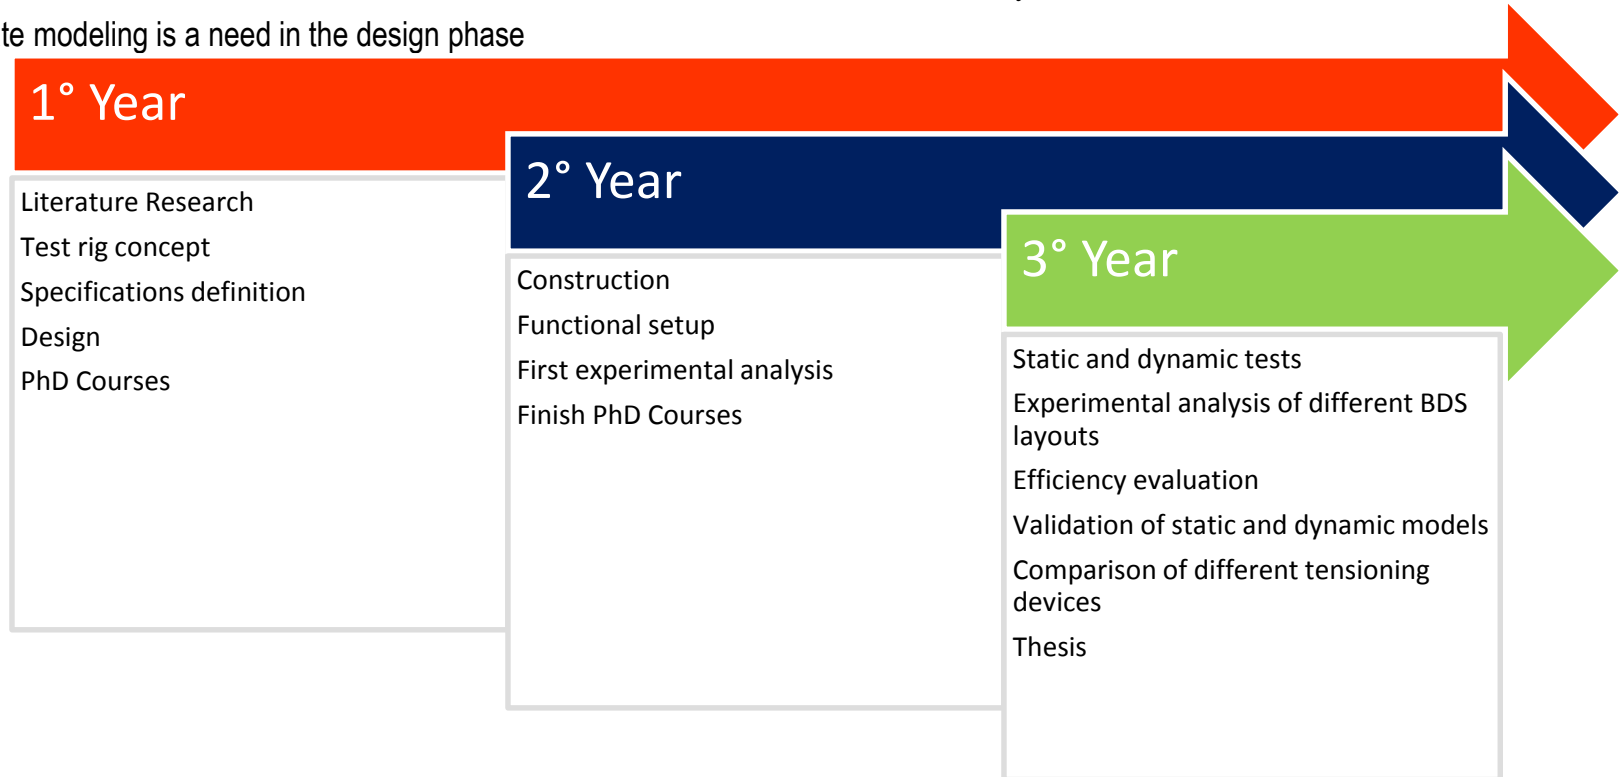 te modeling is a need in the design phase
1° Year
Literature Research
Test rig concept
Specifications definition
Design
PhD Courses
2° Year
Construction
Functional setup
First experimental analysis
Finish PhD Courses
3° Year
Static and dynamic tests
Experimental analysis of different BDS
layouts
Efficiency evaluation
Validation of static and dynamic models
Comparison of different tensioning
devices
Thesis